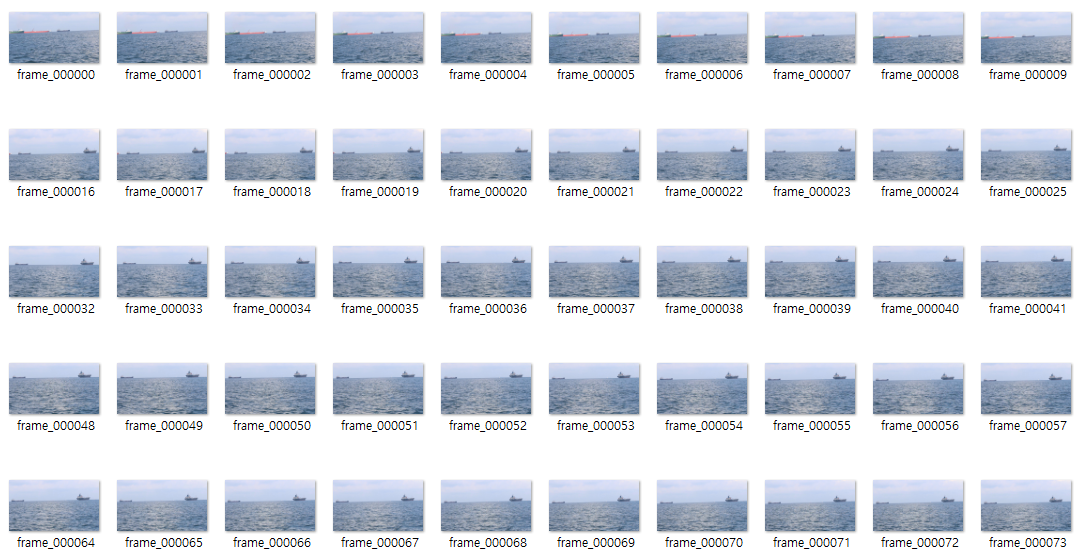 frame_000000 frame_000001 frame_000002 frame_000003 frame_000004 frame_000005 frame_000006 frame_000007 frame_000008 frame_000009
frame_000016 frame_000017 frame_000018 frame_000019 frame_000020 frame_000021 frame_000022 frame_000023 frame_000024 frame_000025
frame_000032 frame_000033 frame_000034 frame_000035 frame_000036 frame_000037 frame_000038 frame_000039 frame_000040 frame_000041
frame_000048 frame_000049 frame_000050 frame_000051 frame_000052 frame_000053 frame_000054 frame_000055 frame_000056 frame_000057
frame_000064 frame_000065 frame_000066 frame_000067 frame_000068 frame_000069 frame_000070 frame_000071 frame_000072 frame_000073